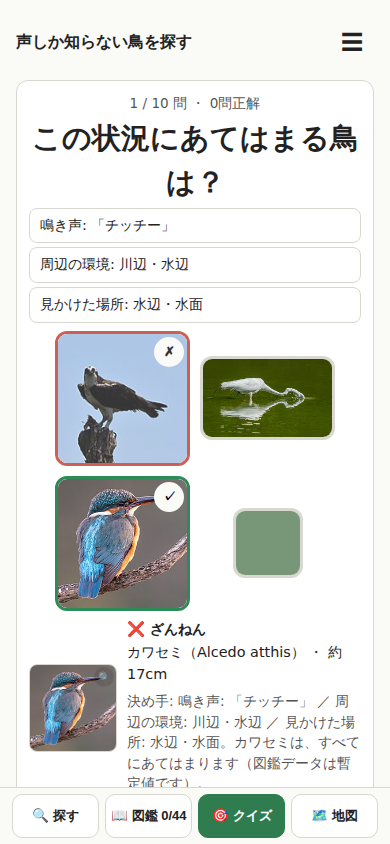 声しか知らない鳥を探す
☰
1 / 10 問 ・ 0問正解
この状況にあてはまる鳥
は？
鳴き声: 「チッチー」
周辺の環境: 川辺・水辺
見かけた場所: 水辺・水面
✗
✓
❌ ざんねん
カワセミ（Alcedo atthis） ・ 約
17cm
決め手: 鳴き声: 「チッチー」 ／ 周
辺の環境: 川辺・水辺 ／ 見かけた場
所: 水辺・水面。カワセミは、すべて
にあてはまります（図鑑データは暫
定値です）。
🔍 探す
📖 図鑑 0/44
🎯 クイズ
🗺️ 地図